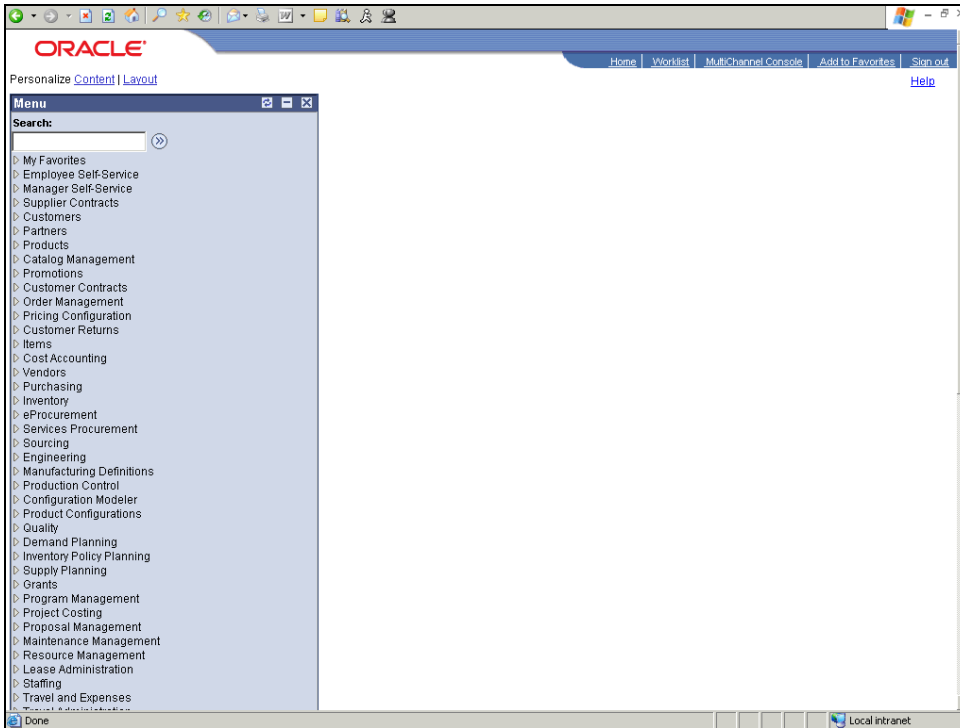 ORACLE
Home | Worklist | MultiChannel Console | Add to Favorites | Sign out
Personalize Content | Layout
Help
Menu
Search:
My Favorites
Employee Self-Service
Manager Self-Service
Supplier Contracts
Customers
Partners
Products
Catalog Management
Promotions
Customer Contracts
Order Management
Pricing Configuration
Customer Returns
Items
Cost Accounting
Vendors
Purchasing
Inventory
eProcurement
Services Procurement
Sourcing
Engineering
Manufacturing Definitions
Production Control
Configuration Modeler
Product Configurations
Quality
Demand Planning
Inventory Policy Planning
Supply Planning
Grants
Program Management
Project Costing
Proposal Management
Maintenance Management
Resource Management
Lease Administration
Staffing
Travel and Expenses
Done
Local intranet